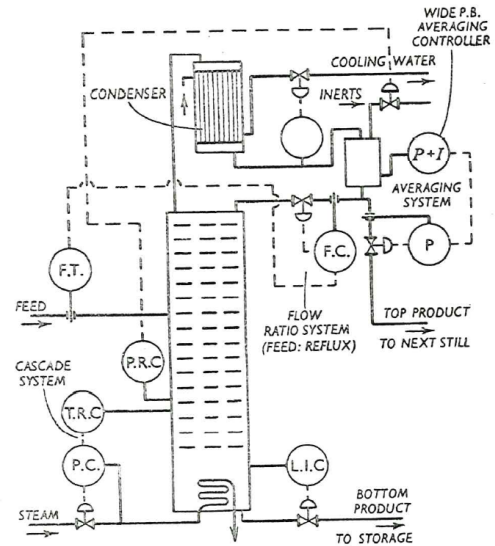 WIDE P.B.
AVERAGING
CONTROLLER
COOLING WATER
CONDENSER
INERTS
P+I
AVERAGING
SYSTEM
F.T.
F.C.
P
FEED
FLOW
RATIO SYSTEM
(FEED: REFLUX)
TOP PRODUCT
TO NEXT STILL
P.R.C
CASCADE
SYSTEM
T.R.C
P.C.
L.I.C
STEAM
BOTTOM
PRODUCT
TO STORAGE